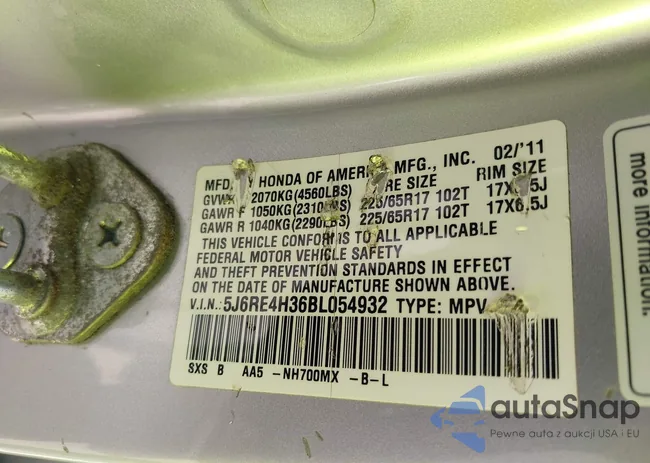 MFD. BY HONDA OF AMERICA MFG., INC. 02/'11
GVWR 2070KG(4560LBS) TIRE SIZE RIM SIZE
GAWR F 1050KG(2310LBS) 225/65R17 102T 17X6.5J
GAWR R 1040KG(2290LBS) 225/65R17 102T 17X6.5J
THIS VEHICLE CONFORMS TO ALL APPLICABLE
FEDERAL MOTOR VEHICLE SAFETY
AND THEFT PREVENTION STANDARDS IN EFFECT
ON THE DATE OF MANUFACTURE SHOWN ABOVE.
V.I.N.: 5J6RE4H36BL054932 TYPE: MPV
SXS B AA5 -NH700MX -B-L
more information.
autaSnap
Pewne auta z aukcji USA i EU